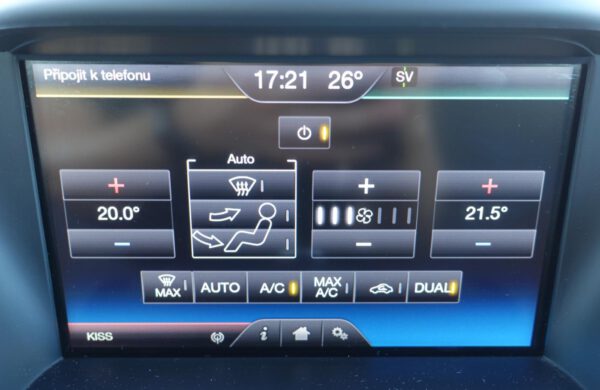 Připojit k telefonu 17:21 26° SV
Auto
20.0° 21.5°
MAX AUTO A/C MAX A/C DUAL
KISS i